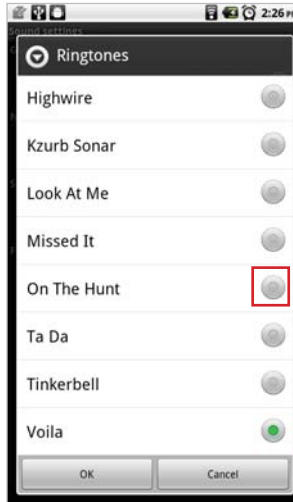 2:26 PM
Sound settings
Ringtones
Highwire
Kzurb Sonar
Look At Me
Missed It
On The Hunt
Ta Da
Tinkerbell
Voila
OK
Cancel